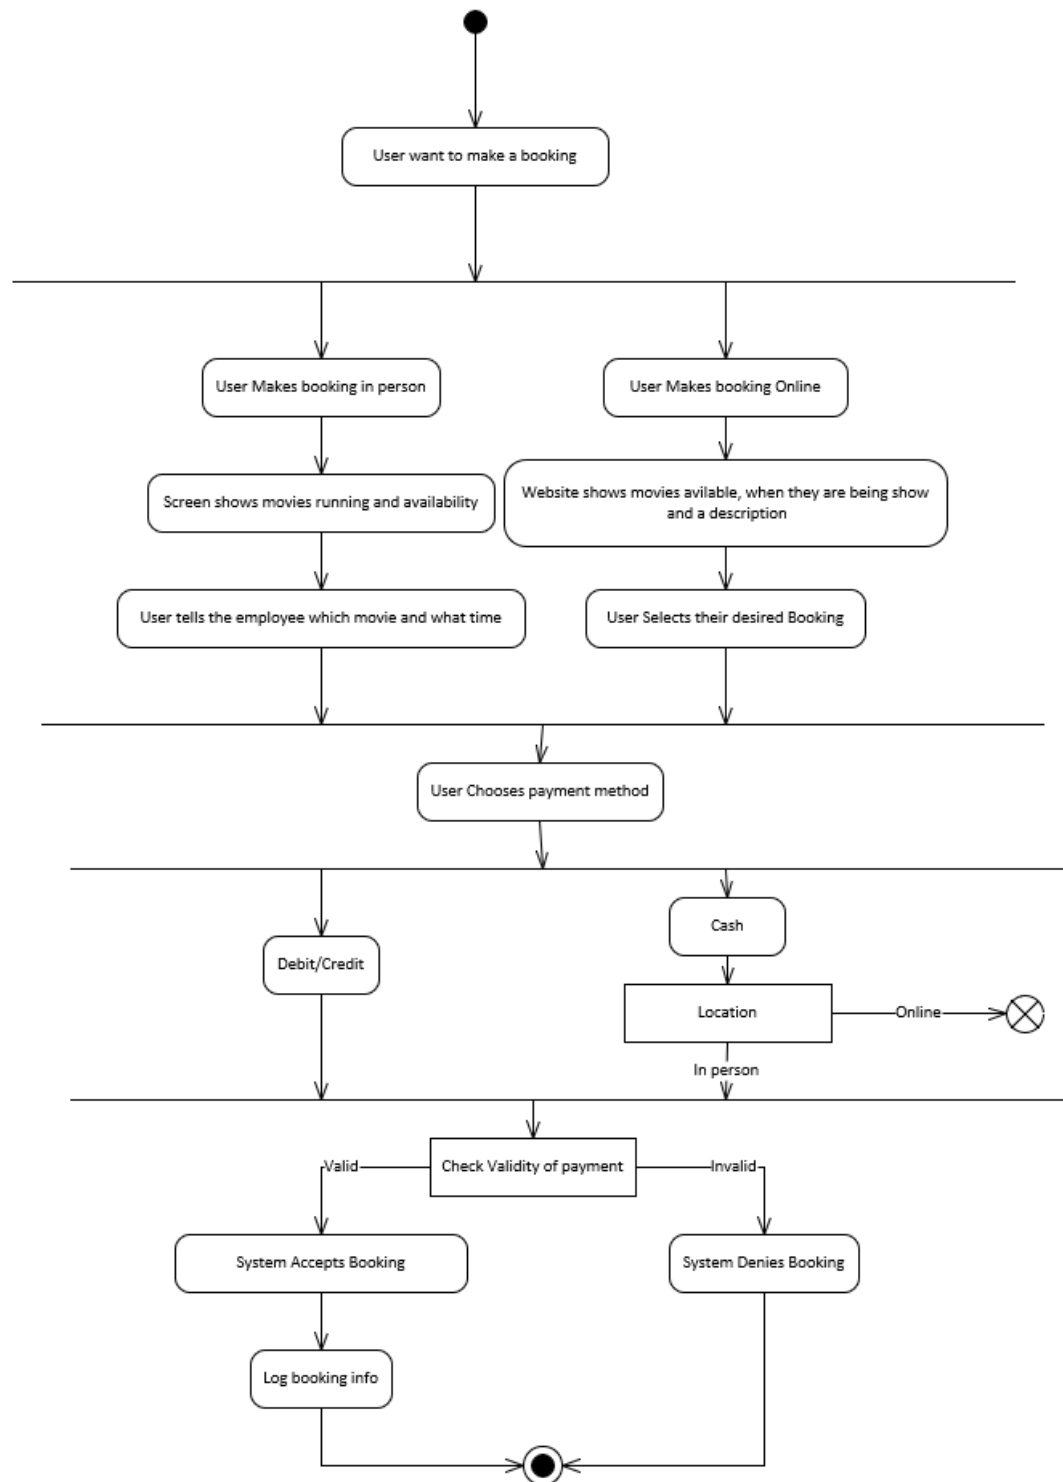 User want to make a booking
User Makes booking in person
User Makes booking Online
Screen shows movies running and availability
Website shows movies avilable, when they are being show
and a description
User tells the employee which movie and what time
User Selects their desired Booking
User Chooses payment method
Debit/Credit
Cash
Location
Online
In person
Check Validity of payment
Valid
Invalid
System Accepts Booking
System Denies Booking
Log booking info